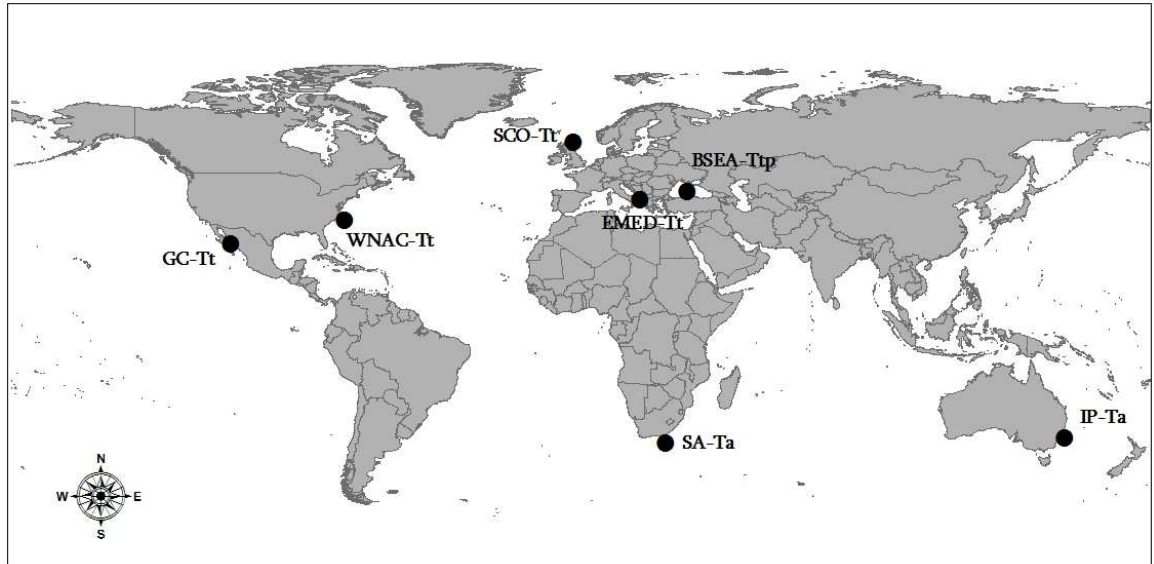 SCO-Tt
BSEA-Ttp
EMED-Tt
WNAC-Tt
GC-Tt
IP-Ta
SA-Ta
N
W E
S